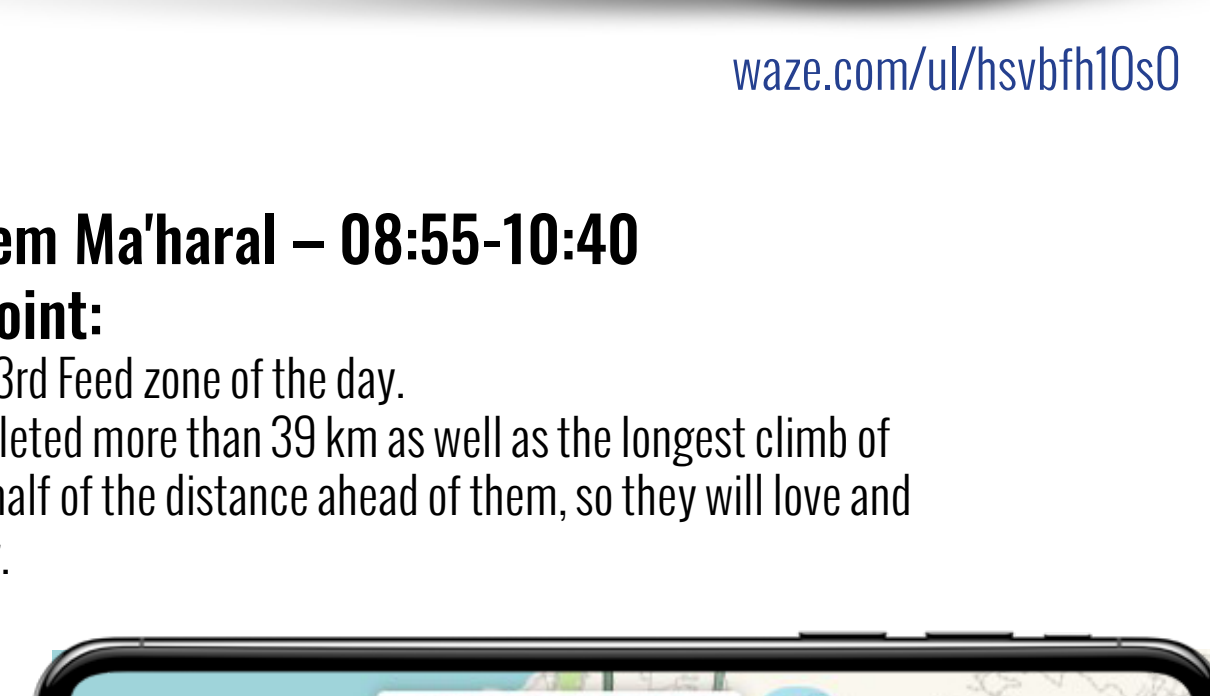 waze.com/ul/hsvbfh10s0
em Ma'haral – 08:55-10:40
oint:
3rd Feed zone of the day.
leted more than 39 km as well as the longest climb of
half of the distance ahead of them, so they will love and
.